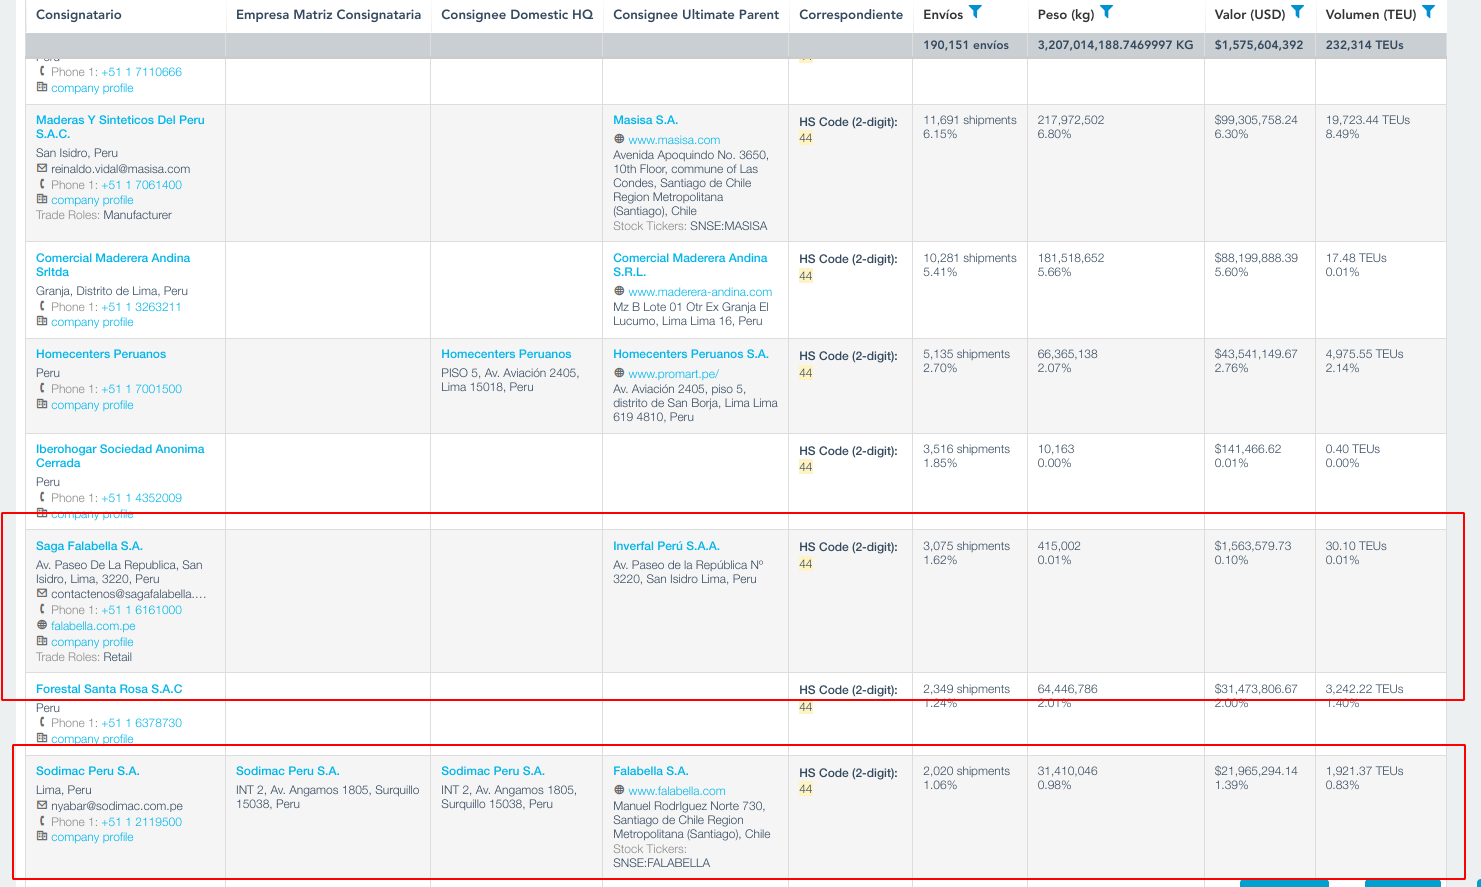 Consignatario Empresa Matriz Consignataria Consignee Domestic HQ Consignee Ultimate Parent Correspondiente Envíos Peso (kg) Valor (USD) Volumen (TEU)
190,151 envíos 3,207,014,188.7469997 KG $1,575,604,392 232,314 TEUs
Peru
Phone 1: +51 1 7110666
company profile
44
Maderas Y Sinteticos Del Peru
S.A.C.
San Isidro, Peru
reinaldo.vidal@masisa.com
Phone 1: +51 1 7061400
company profile
Trade Roles: Manufacturer
Masisa S.A.
www.masisa.com
Avenida Apoquindo No. 3650,
10th Floor, commune of Las
Condes, Santiago de Chile
Region Metropolitana
(Santiago), Chile
Stock Tickers: SNSE:MASISA
HS Code (2-digit):
44
11,691 shipments
6.15%
217,972,502
6.80%
$99,305,758.24
6.30%
19,723.44 TEUs
8.49%
Comercial Maderera Andina
Srltda
Granja, Distrito de Lima, Peru
Phone 1: +51 1 3263211
company profile
Comercial Maderera Andina
S.R.L.
www.maderera-andina.com
Mz B Lote 01 Otr Ex Granja El
Lucumo, Lima Lima 16, Peru
HS Code (2-digit):
44
10,281 shipments
5.41%
181,518,652
5.66%
$88,199,888.39
5.60%
17.48 TEUs
0.01%
Homecenters Peruanos
Peru
Phone 1: +51 1 7001500
company profile
Homecenters Peruanos
PISO 5, Av. Aviación 2405,
Lima 15018, Peru
Homecenters Peruanos S.A.
www.promart.pe/
Av. Aviación 2405, piso 5,
distrito de San Borja, Lima Lima
619 4810, Peru
HS Code (2-digit):
44
5,135 shipments
2.70%
66,365,138
2.07%
$43,541,149.67
2.76%
4,975.55 TEUs
2.14%
Iberohogar Sociedad Anonima
Cerrada
Peru
Phone 1: +51 1 4352009
company profile
HS Code (2-digit):
44
3,516 shipments
1.85%
10,163
0.00%
$141,466.62
0.01%
0.40 TEUs
0.00%
Saga Falabella S.A.
Av. Paseo De La Republica, San
Isidro, Lima, 3220, Peru
contactenos@sagafalabella....
Phone 1: +51 1 6161000
falabella.com.pe
company profile
Trade Roles: Retail
Inverfal Perú S.A.A.
Av. Paseo de la República Nº
3220, San Isidro Lima, Peru
HS Code (2-digit):
44
3,075 shipments
1.62%
415,002
0.01%
$1,563,579.73
0.10%
30.10 TEUs
0.01%
Forestal Santa Rosa S.A.C
Peru
Phone 1: +51 1 6378730
company profile
HS Code (2-digit):
44
2,349 shipments
1.24%
64,446,786
2.01%
$31,473,806.67
2.00%
3,242.22 TEUs
1.40%
Sodimac Peru S.A.
Lima, Peru
nyabar@sodimac.com.pe
Phone 1: +51 1 2119500
company profile
Sodimac Peru S.A.
INT 2, Av. Angamos 1805, Surquillo
15038, Peru
Sodimac Peru S.A.
INT 2, Av. Angamos 1805,
Surquillo 15038, Peru
Falabella S.A.
www.falabella.com
Manuel RodrIguez Norte 730,
Santiago de Chile Region
Metropolitana (Santiago), Chile
Stock Tickers:
SNSE:FALABELLA
HS Code (2-digit):
44
2,020 shipments
1.06%
31,410,046
0.98%
$21,965,294.14
1.39%
1,921.37 TEUs
0.83%